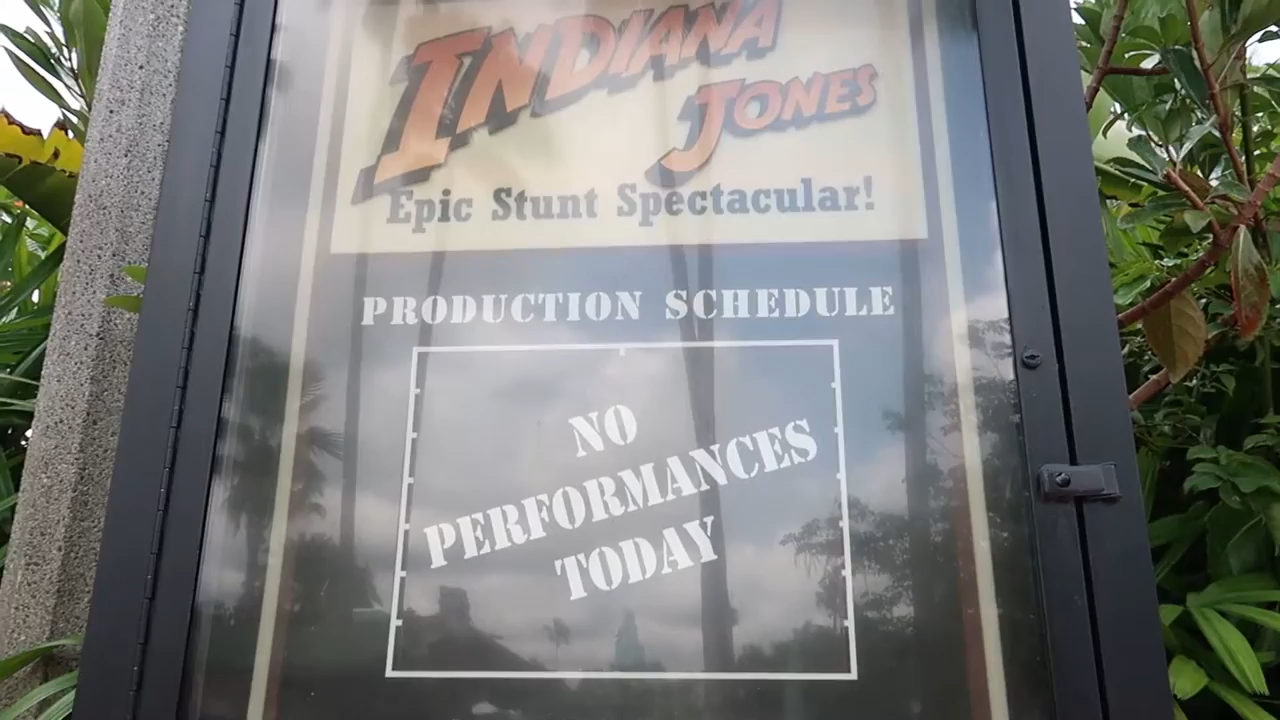 INDIANA
JONES
Epic Stunt Spectacular!
PRODUCTION SCHEDULE
NO
PERFORMANCES
TODAY